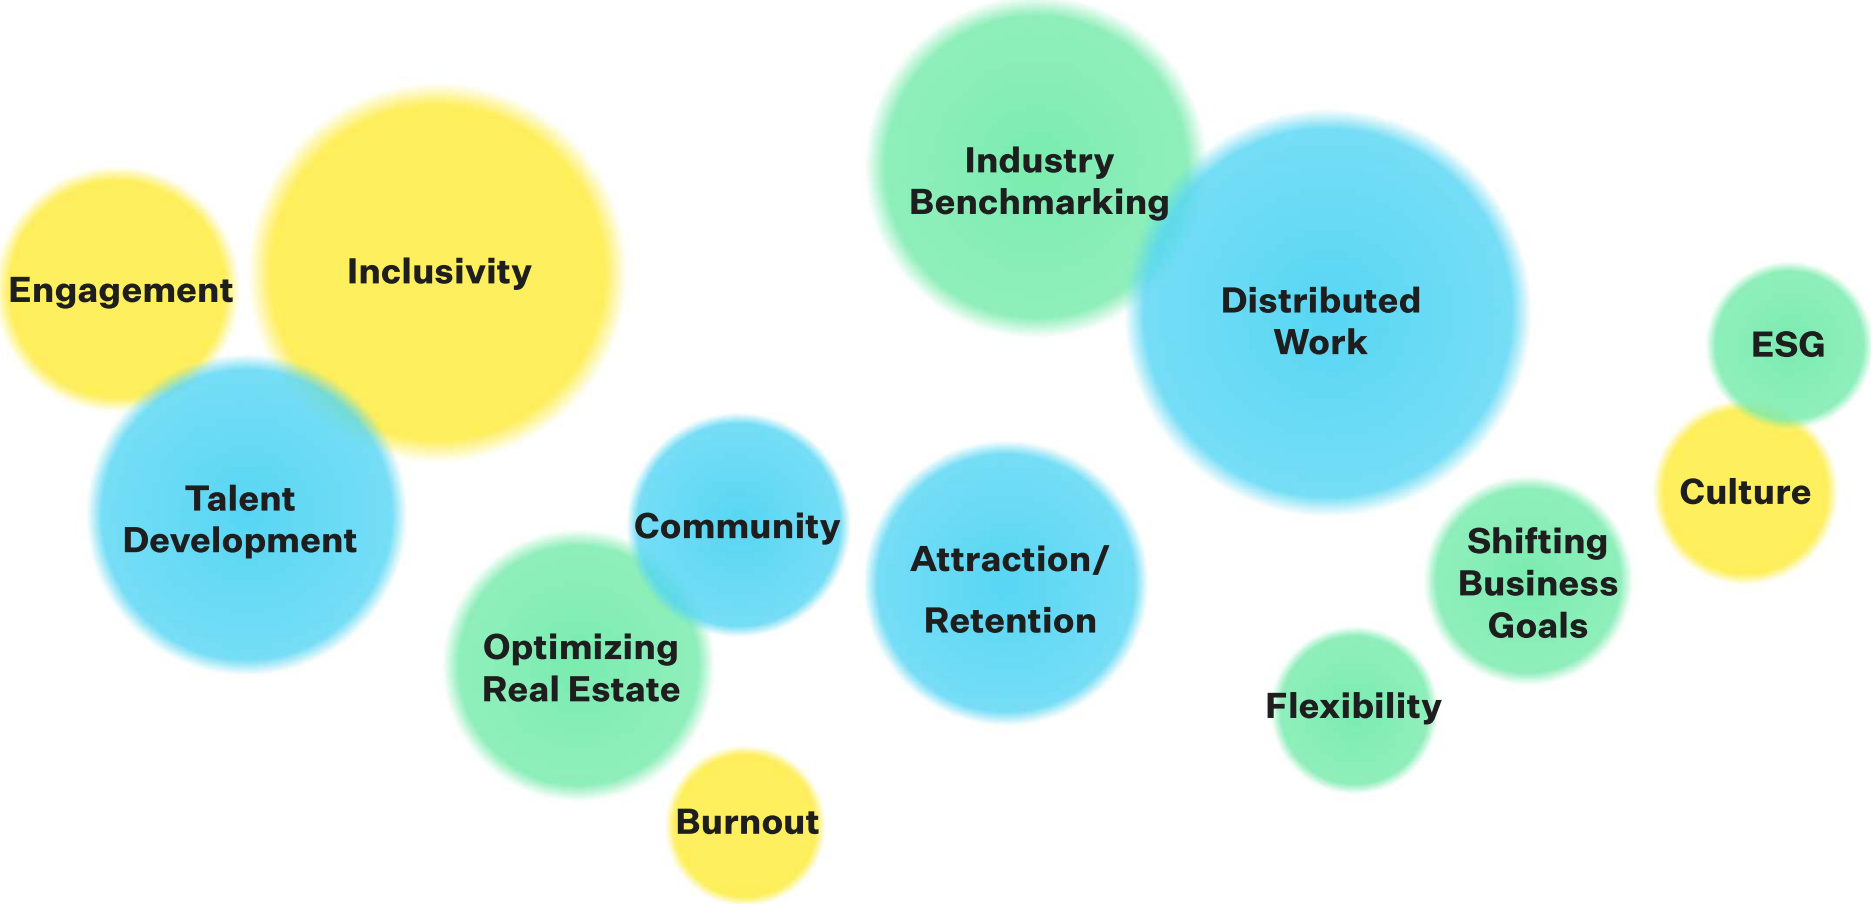 Engagement
Inclusivity
Talent
Development
Community
Optimizing
Real Estate
Burnout
Industry
Benchmarking
Distributed
Work
Attraction/
Retention
ESG
Culture
Shifting
Business
Goals
Flexibility